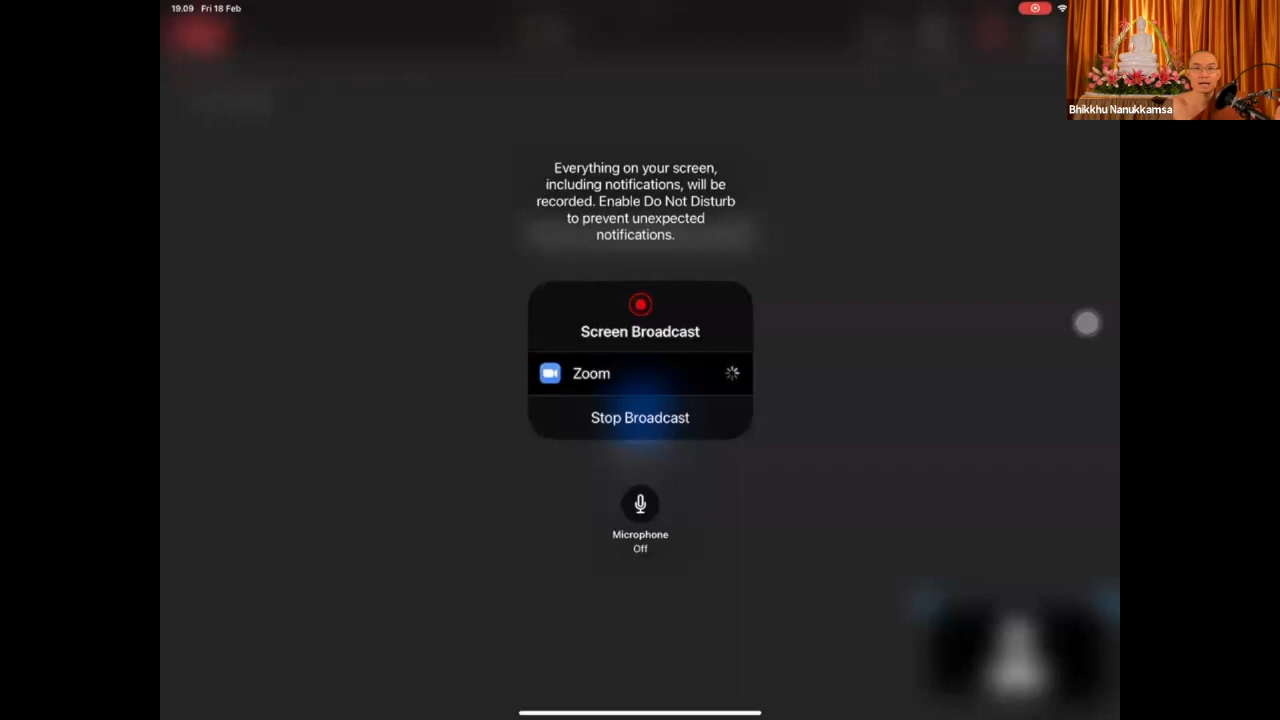 19.09 Fri 18 Feb
Bhikkhu Nanukkamsa
Everything on your screen,
including notifications, will be
recorded. Enable Do Not Disturb
to prevent unexpected
notifications.
Screen Broadcast
Zoom
Stop Broadcast
Microphone
Off